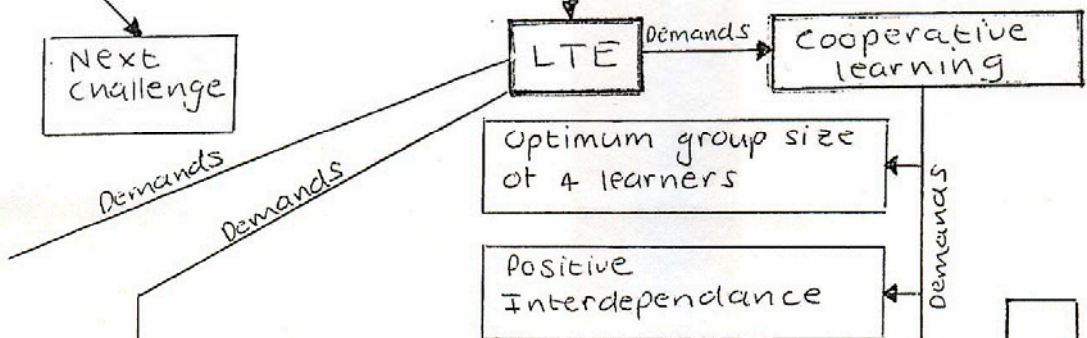 Next
challenge
LTE
Demands
cooperative
learning
Demands
Demands
optimum group size
of 4 learners
Demands
Positive
Interdependance